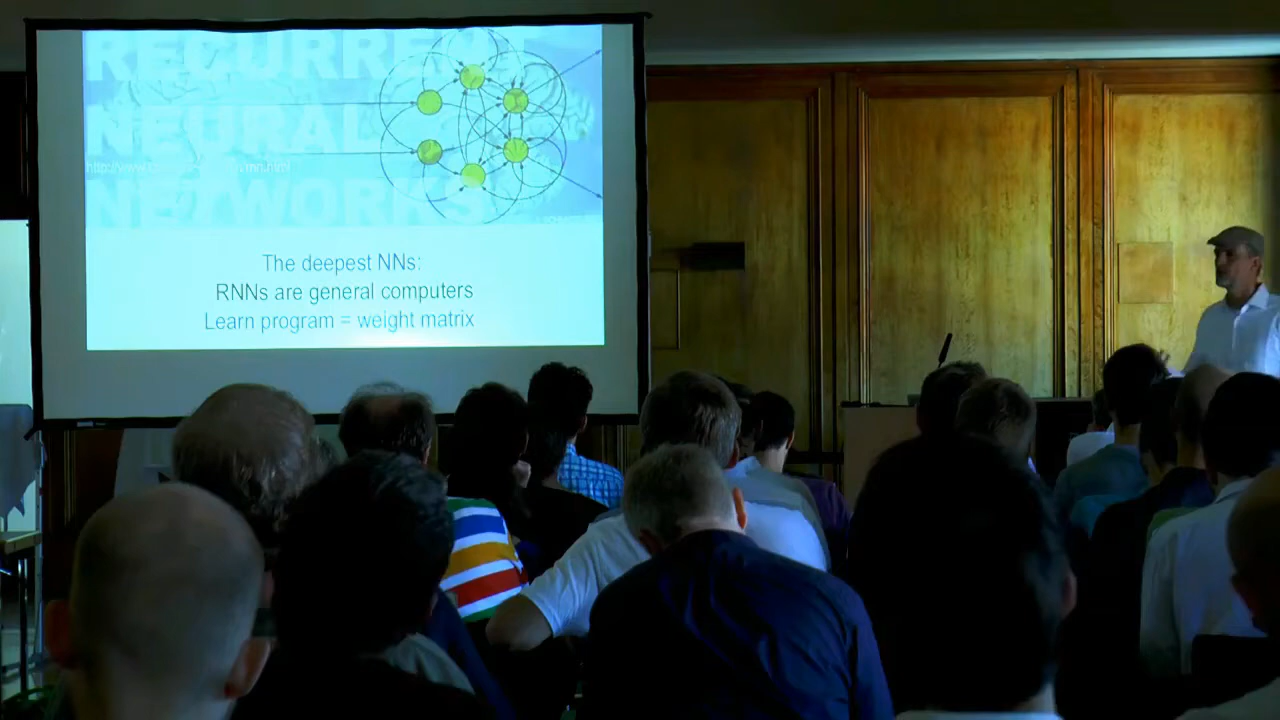 RECURRENT
NEURAL
NETWORKS
The deepest NNs:
RNNs are general computers
Learn program = weight matrix